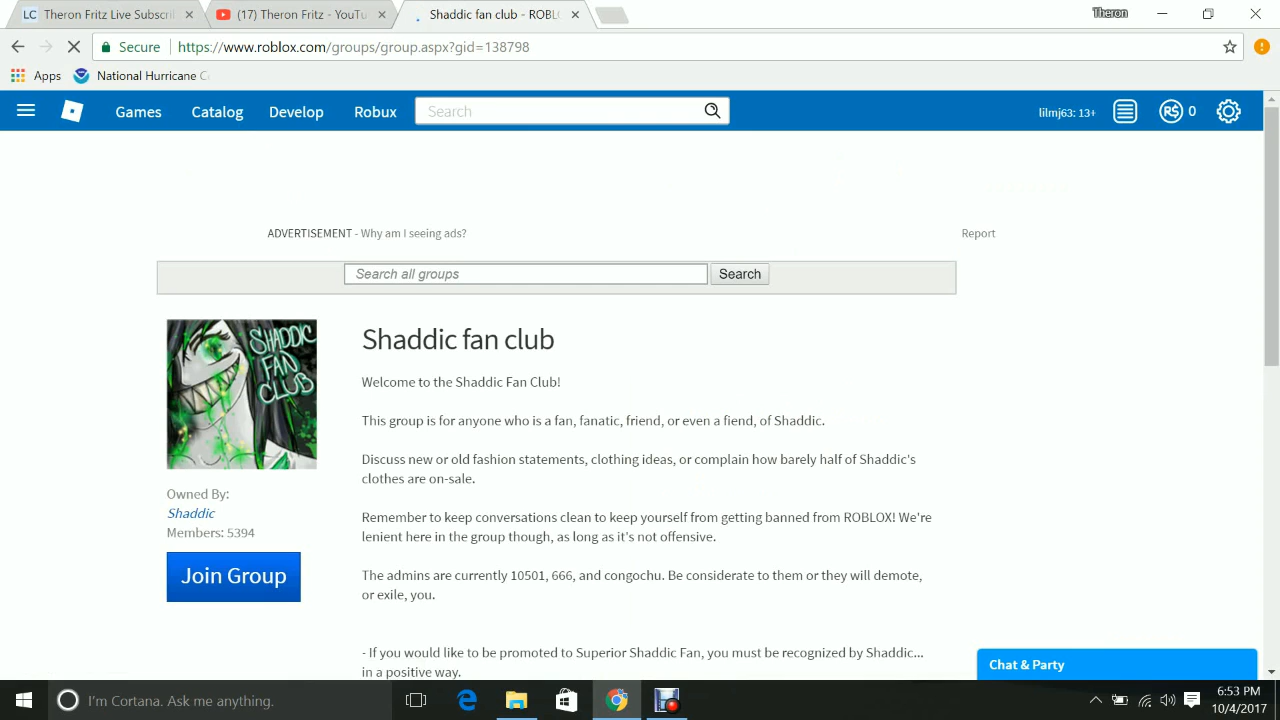 Theron Fritz Live Subscri
(17) Theron Fritz - YouTu
Shaddic fan club - ROBLO
Theron
Secure
https://www.roblox.com/groups/group.aspx?gid=138798
Apps
National Hurricane C
Games
Catalog
Develop
Robux
Search
lilmj63: 13+
R$ 0
ADVERTISEMENT - Why am I seeing ads?
Report
Search all groups
Search
SHADDIC
FAN
CLUB
Shaddic fan club
Welcome to the Shaddic Fan Club!
This group is for anyone who is a fan, fanatic, friend, or even a fiend, of Shaddic.
Discuss new or old fashion statements, clothing ideas, or complain how barely half of Shaddic's
clothes are on-sale.
Owned By:
Shaddic
Members: 5394
Join Group
Remember to keep conversations clean to keep yourself from getting banned from ROBLOX! We're
lenient here in the group though, as long as it's not offensive.
The admins are currently 10501, 666, and congochu. Be considerate to them or they will demote,
or exile, you.
- If you would like to be promoted to Superior Shaddic Fan, you must be recognized by Shaddic...
in a positive way.
Chat & Party
I'm Cortana. Ask me anything.
6:53 PM
10/4/2017